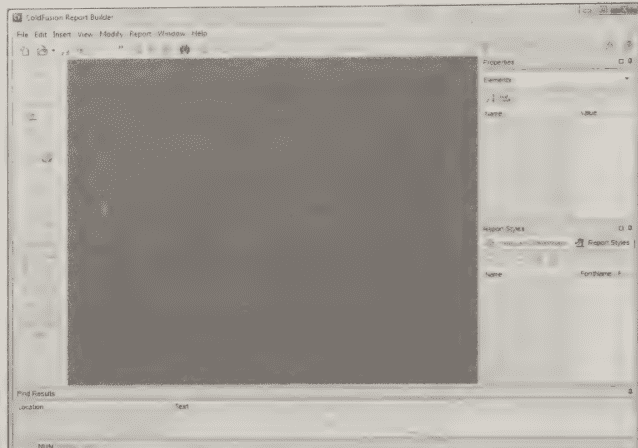 ColdFusion Report Builder
File Edit Insert View Modify Report Window Help
Properties
Elements
Name Value
Report Styles
Report Styles
Name FontName F
Find Results
Location Text